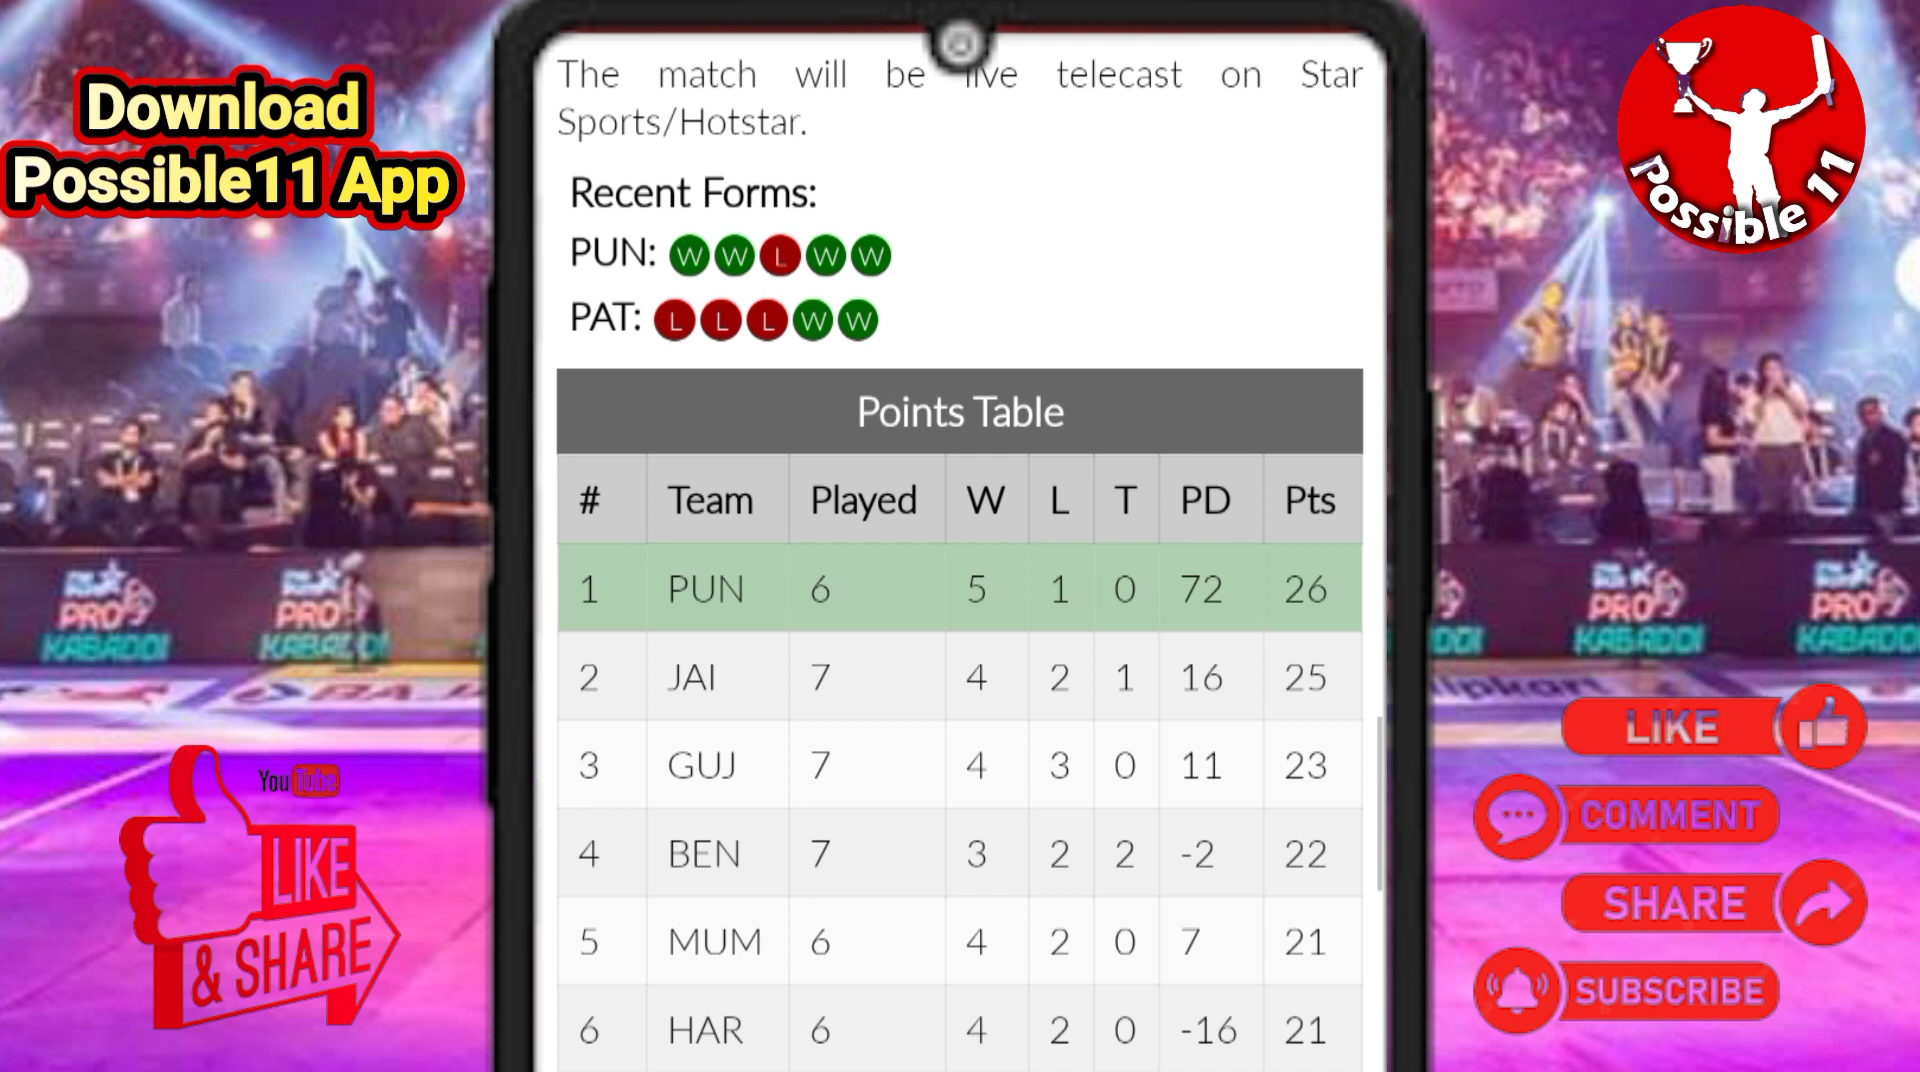 Download
Possible11 App
The match will be live telecast on Star
Sports/Hotstar.
Recent Forms:
PUN: W W L W W
PAT: L L L W W
Points Table
# Team Played W L T PD Pts
1 PUN 6 5 1 0 72 26
2 JAI 7 4 2 1 16 25
3 GUJ 7 4 3 0 11 23
4 BEN 7 3 2 2 -2 22
5 MUM 6 4 2 0 7 21
6 HAR 6 4 2 0 -16 21
Possible 11
PRO
KABADDI
PRO
KABADDI
PRO
KABADDI
PRO
KABADDI
YouTube
LIKE
& SHARE
LIKE
COMMENT
SHARE
SUBSCRIBE